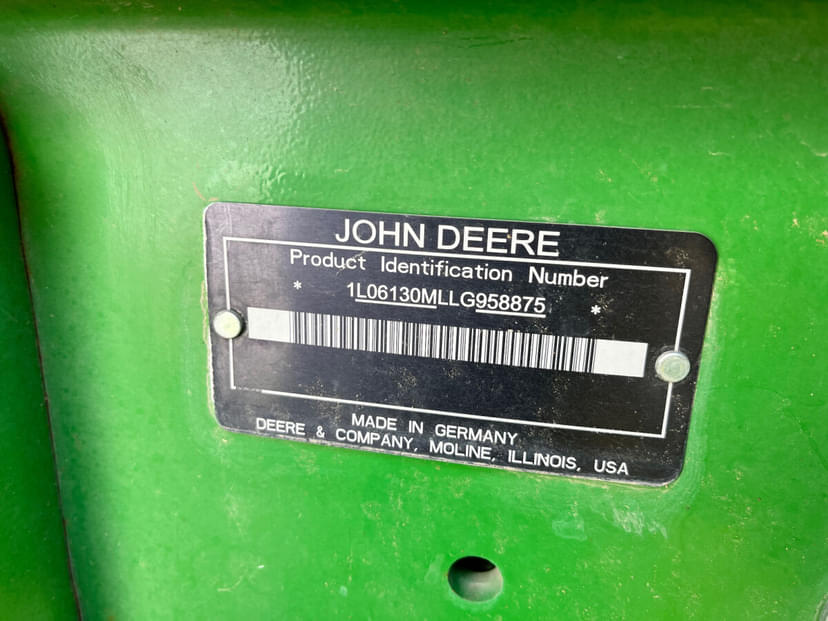 JOHN DEERE
Product Identification Number
* 1L06130MLLG958875 *
MADE IN GERMANY
DEERE & COMPANY, MOLINE, ILLINOIS, USA